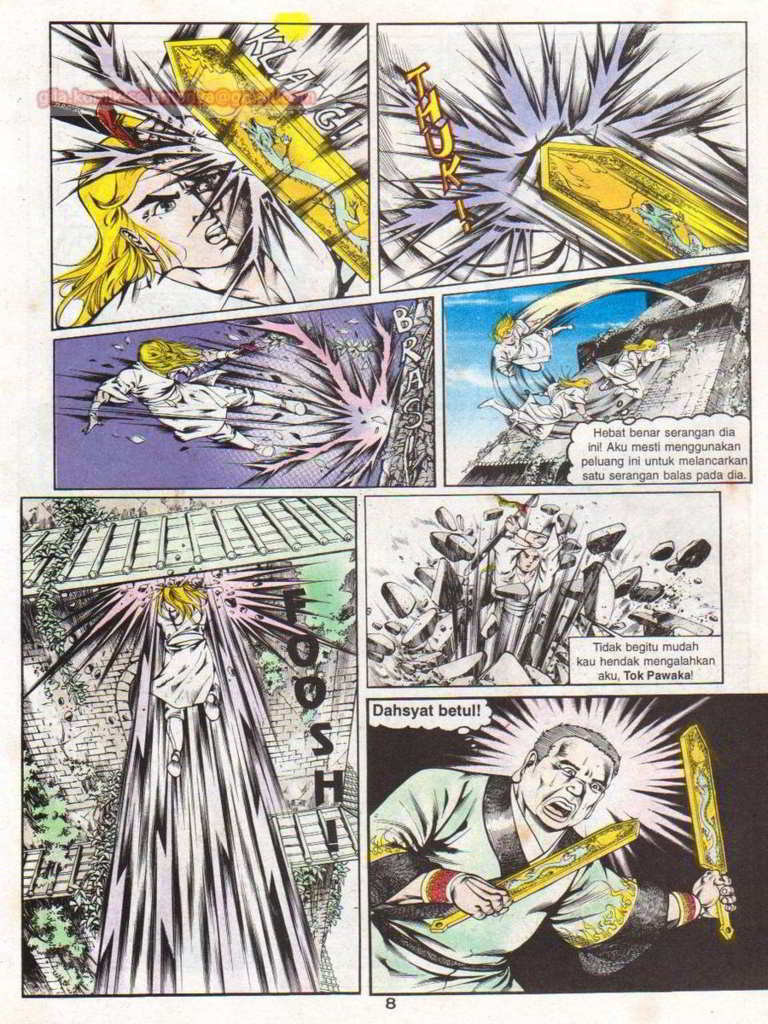 KLANG!
THUK!!
BRASH!
Hebat benar serangan dia
ini! Aku mesti menggunakan
peluang ini untuk melancarkan
satu serangan balas pada dia.
FOOSH!
Tidak begitu mudah
kau hendak mengalahkan
aku, Tok Pawaka!
Dahsyat betul!
8